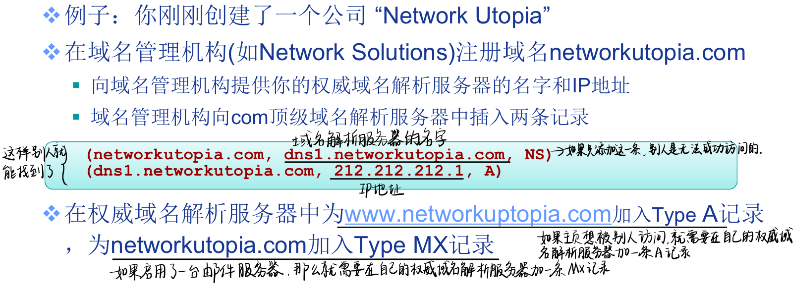 例子：你刚刚创建了一个公司 “Network Utopia”
在域名管理机构(如Network Solutions)注册域名networkutopia.com
向域名管理机构提供你的权威域名解析服务器的名字和IP地址
域名管理机构向com顶级域名解析服务器中插入两条记录
域名解析服务器的名字
这样别人就能找到了
(networkutopia.com, dns1.networkutopia.com, NS)
如果只添加这一条,别人是无法成功访问的.
(dns1.networkutopia.com, 212.212.212.1, A)
IP地址
在权威域名解析服务器中为www.networkuptopia.com加入Type A记录
，为networkutopia.com加入Type MX记录
如果主页想被别人访问,就需要在自己的权威域
名解析服务器加一条A记录
如果启用了一台邮件服务器,那么就需要在自己的权威域名解析服务器加一条MX记录